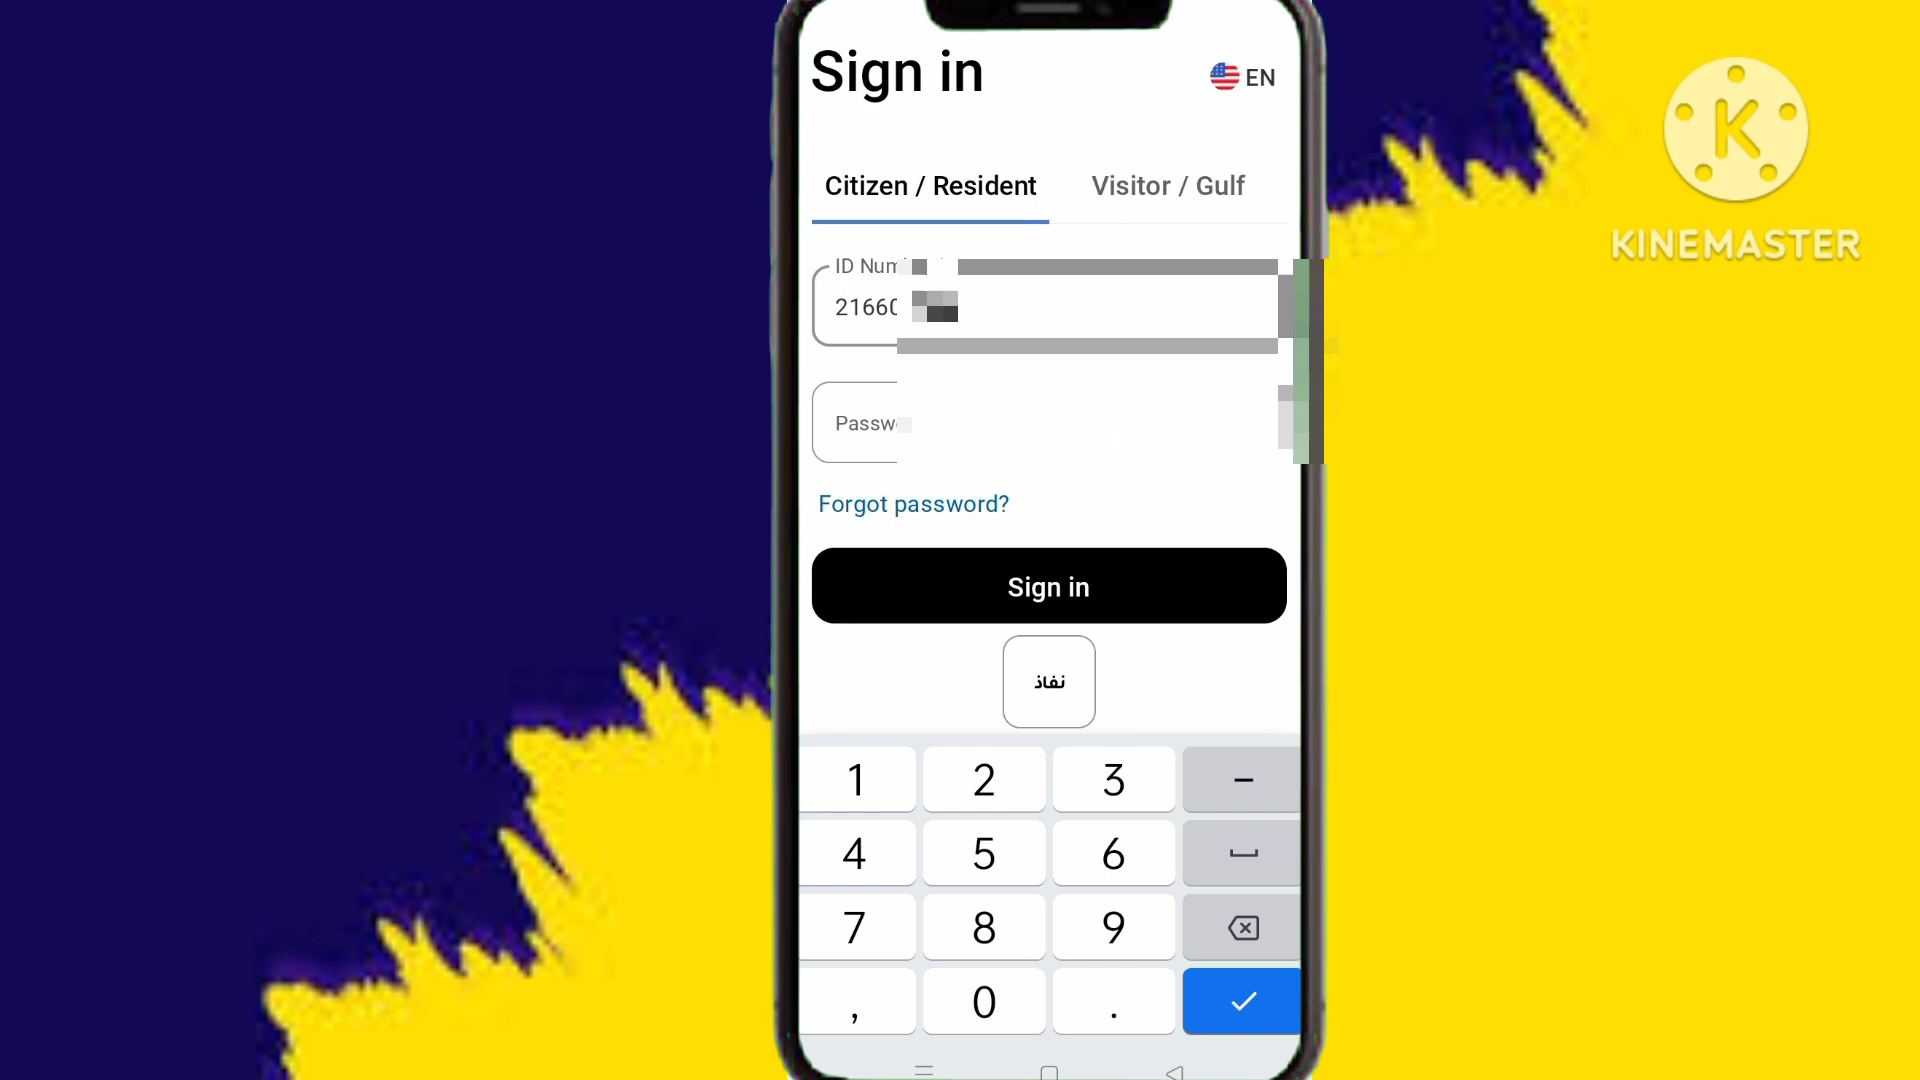 Sign in
EN
Citizen / Resident
Visitor / Gulf
ID Num
21660
Passw
Forgot password?
Sign in
نفاذ
1 2 3 –
4 5 6
7 8 9
, 0 .
K
KINEMASTER